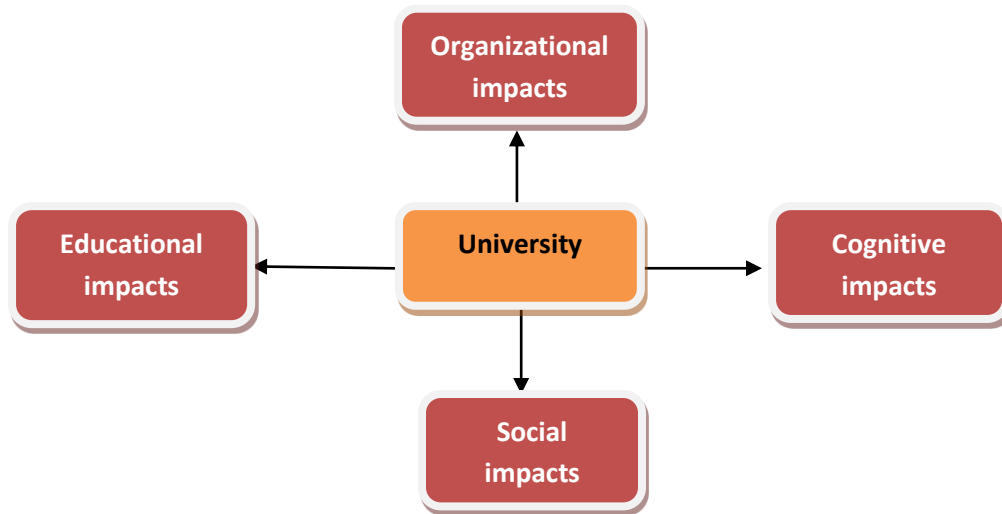 Organizational
impacts
Educational
impacts
University
Cognitive
impacts
Social
impacts